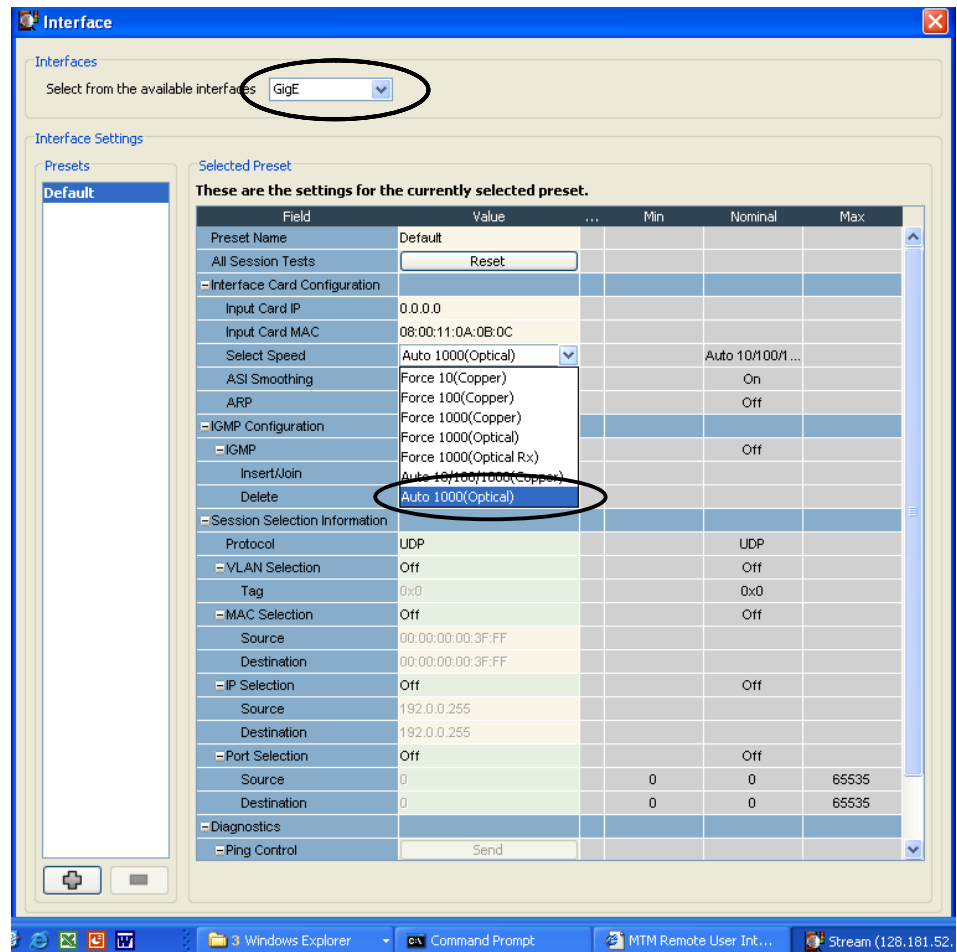 Interface
Interfaces
Select from the available interfaces GigE
Interface Settings
Presets
Default
Selected Preset
These are the settings for the currently selected preset.
Field Value ... Min Nominal Max
Preset Name Default
All Session Tests Reset
Interface Card Configuration
Input Card IP 0.0.0.0
Input Card MAC 08:00:11:0A:0B:0C
Select Speed Auto 1000(Optical) Auto 10/100/1...
ASI Smoothing Force 10(Copper) On
ARP Force 100(Copper) Off
Force 1000(Copper)
IGMP Configuration
Force 1000(Optical)
IGMP Force 1000(Optical Rx) Off
Insert/Join Auto 10/100/1000(Copper)
Delete Auto 1000(Optical)
Session Selection Information
Protocol UDP UDP
VLAN Selection Off Off
Tag 0x0 0x0
MAC Selection Off Off
Source 00:00:00:00:3F:FF
Destination 00:00:00:00:3F:FF
IP Selection Off Off
Source 192.0.0.255
Destination 192.0.0.255
Port Selection Off Off
Source 0 0 0 65535
Destination 0 0 0 65535
Diagnostics
Ping Control Send
3 Windows Explorer Command Prompt MTM Remote User Int... Stream (128.181.52.